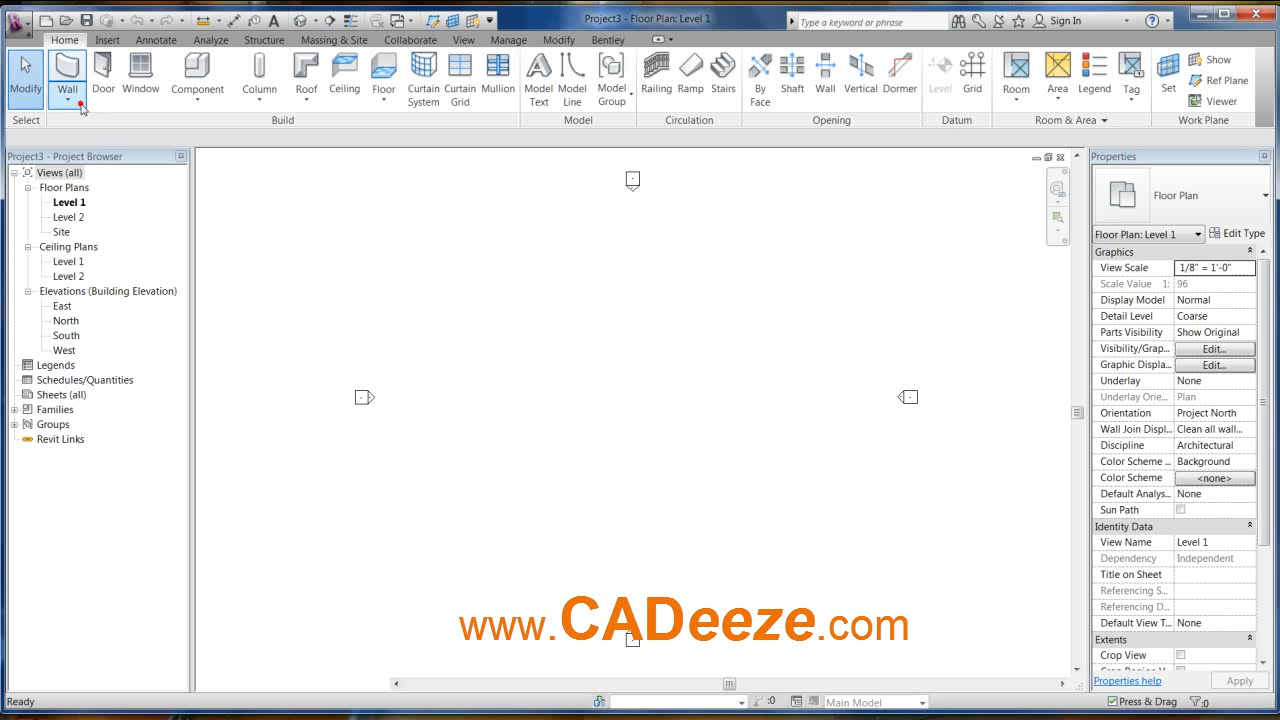 Project3 - Floor Plan: Level 1
Type a keyword or phrase
Sign In
Home Insert Annotate Analyze Structure Massing & Site Collaborate View Manage Modify Bentley
Modify Wall Door Window Component Column Roof Ceiling Floor Curtain System Curtain Grid Mullion Model Text Model Line Model Group Railing Ramp Stairs By Face Shaft Wall Vertical Dormer Level Grid Room Area Legend Tag Set Show Ref Plane Viewer
Select Build Model Circulation Opening Datum Room & Area Work Plane
Project3 - Project Browser
Views (all)
Floor Plans
Level 1
Level 2
Site
Ceiling Plans
Level 1
Level 2
Elevations (Building Elevation)
East
North
South
West
Legends
Schedules/Quantities
Sheets (all)
Families
Groups
Revit Links
www.CADeeze.com
Properties
Floor Plan
Floor Plan: Level 1 Edit Type
Graphics
View Scale 1/8" = 1'-0"
Scale Value 1: 96
Display Model Normal
Detail Level Coarse
Parts Visibility Show Original
Visibility/Grap... Edit...
Graphic Displa... Edit...
Underlay None
Underlay Orie... Plan
Orientation Project North
Wall Join Displ... Clean all wall...
Discipline Architectural
Color Scheme ... Background
Color Scheme <none>
Default Analys... None
Sun Path
Identity Data
View Name Level 1
Dependency Independent
Title on Sheet
Referencing S...
Referencing D...
Default View T... None
Extents
Crop View
Properties help Apply
Ready :0 Main Model Press & Drag :0